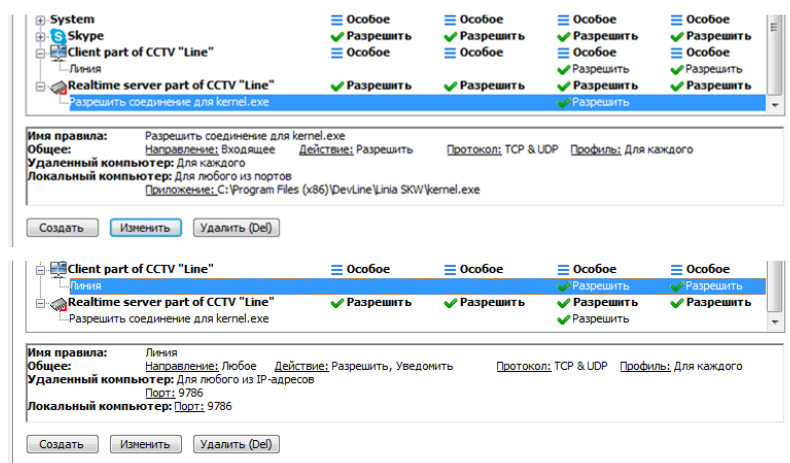 System Особое Особое Особое Особое
Skype Разрешить Разрешить Разрешить Разрешить
Client part of CCTV "Line" Особое Особое Особое Особое
Линия Разрешить Разрешить
Realtime server part of CCTV "Line" Разрешить Разрешить Разрешить Разрешить
Разрешить соединение для kernel.exe Разрешить
Имя правила: Разрешить соединение для kernel.exe
Общее: Направление: Входящее Действие: Разрешить Протокол: TCP & UDP Профиль: Для каждого
Удаленный компьютер: Для каждого
Локальный компьютер: Для любого из портов
Приложение: C:\Program Files (x86)\DevLine\Linia SKW\kernel.exe
Создать Изменить Удалить (Del)
Client part of CCTV "Line" Особое Особое Особое Особое
Линия Разрешить Разрешить
Realtime server part of CCTV "Line" Разрешить Разрешить Разрешить Разрешить
Разрешить соединение для kernel.exe Разрешить
Имя правила: Линия
Общее: Направление: Любое Действие: Разрешить, Уведомить Протокол: TCP & UDP Профиль: Для каждого
Удаленный компьютер: Для любого из IP-адресов
Порт: 9786
Локальный компьютер: Порт: 9786
Создать Изменить Удалить (Del)